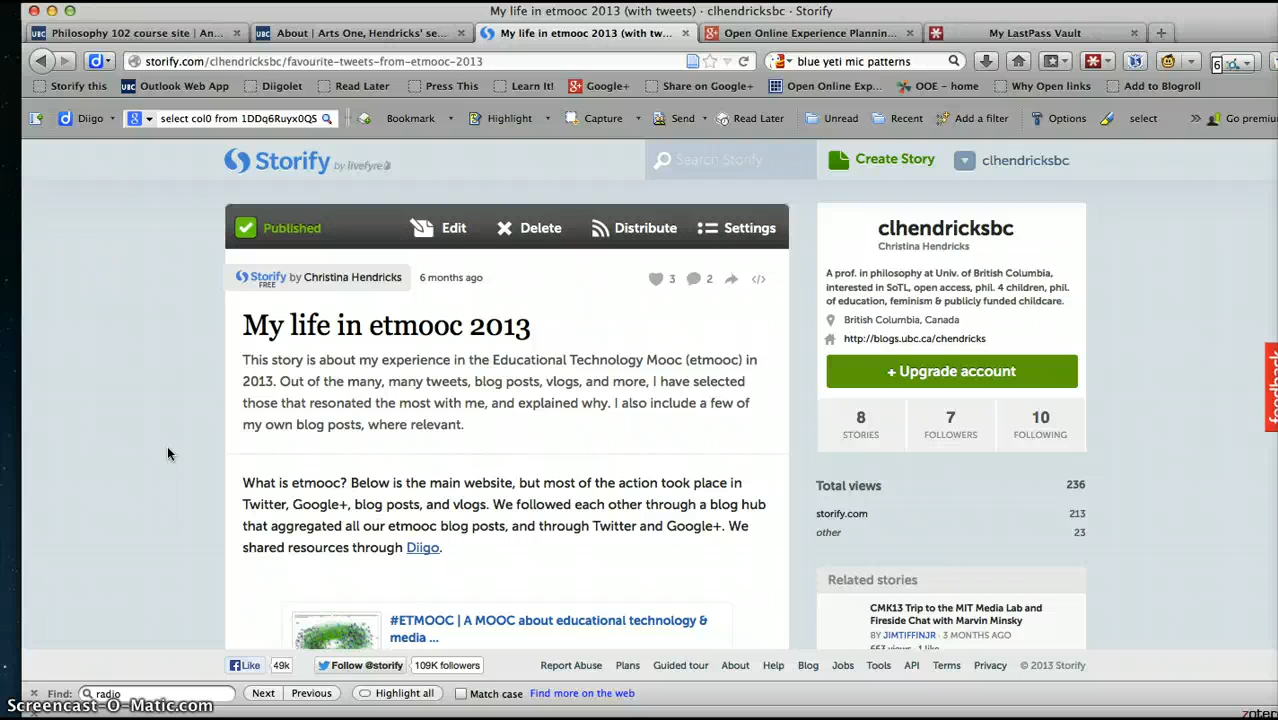 My life in etmooc 2013 (with tweets) · clhendricksbc · Storify
UBC Philosophy 102 course site | An...
UBC About | Arts One, Hendricks' se...
My life in etmooc 2013 (with tw...
Open Online Experience Plannin...
My LastPass Vault
storify.com/clhendricksbc/favourite-tweets-from-etmooc-2013
blue yeti mic patterns
6
Storify this
UBC Outlook Web App
Diigolet
Read Later
Press This
Learn It!
Google+
Share on Google+
Open Online Exp...
OOE - home
Why Open links
Add to Blogroll
Diigo
select col0 from 1DDq6Ruyx0QS
Bookmark
Highlight
Capture
Send
Read Later
Unread
Recent
Add a filter
Options
select
Go premiu
Storify by livefyre
Search Storify
Create Story
clhendricksbc
Published
Edit
Delete
Distribute
Settings
Storify by Christina Hendricks
FREE
6 months ago
3
2
My life in etmooc 2013
This story is about my experience in the Educational Technology Mooc (etmooc) in
2013. Out of the many, many tweets, blog posts, vlogs, and more, I have selected
those that resonated the most with me, and explained why. I also include a few of
my own blog posts, where relevant.
What is etmooc? Below is the main website, but most of the action took place in
Twitter, Google+, blog posts, and vlogs. We followed each other through a blog hub
that aggregated all our etmooc blog posts, and through Twitter and Google+. We
shared resources through Diigo.
#ETMOOC | A MOOC about educational technology &
media ...
clhendricksbc
Christina Hendricks
A prof. in philosophy at Univ. of British Columbia,
interested in SoTL, open access, phil. 4 children, phil.
of education, feminism & publicly funded childcare.
British Columbia, Canada
http://blogs.ubc.ca/chendricks
+ Upgrade account
8
STORIES
7
FOLLOWERS
10
FOLLOWING
Total views 236
storify.com 213
other 23
Related stories
CMK13 Trip to the MIT Media Lab and
Fireside Chat with Marvin Minsky
BY JIMTIFFINJR · 3 MONTHS AGO
663 views · 1 like
feedback
Like
49k
Follow @storify
109K followers
Report Abuse
Plans
Guided tour
About
Help
Blog
Jobs
Tools
API
Terms
Privacy
© 2013 Storify
Find:
radio
Next
Previous
Highlight all
Match case
Find more on the web
Screencast-O-Matic.com
zoter